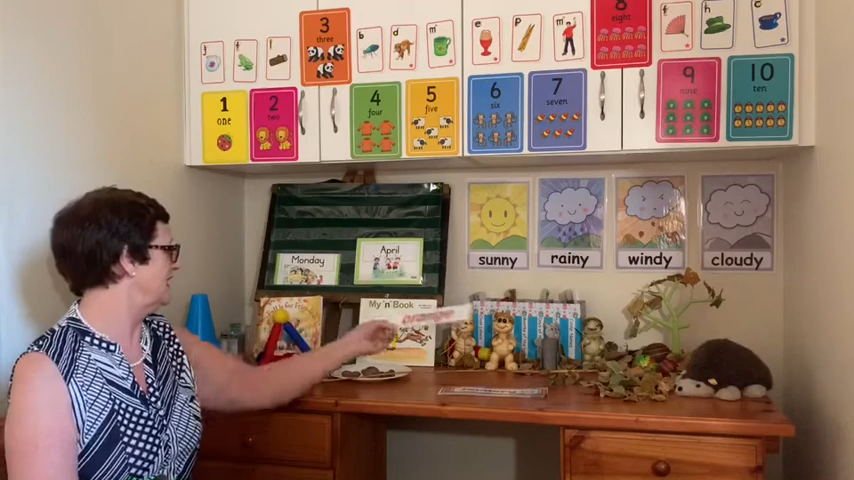 j
f
l
3
three
b
d
m
e
p
m
8
eight
f
h
c
1
one
2
two
4
four
5
five
6
six
7
seven
9
nine
10
ten
Monday
April
sunny
rainy
windy
cloudy
My "n" Book